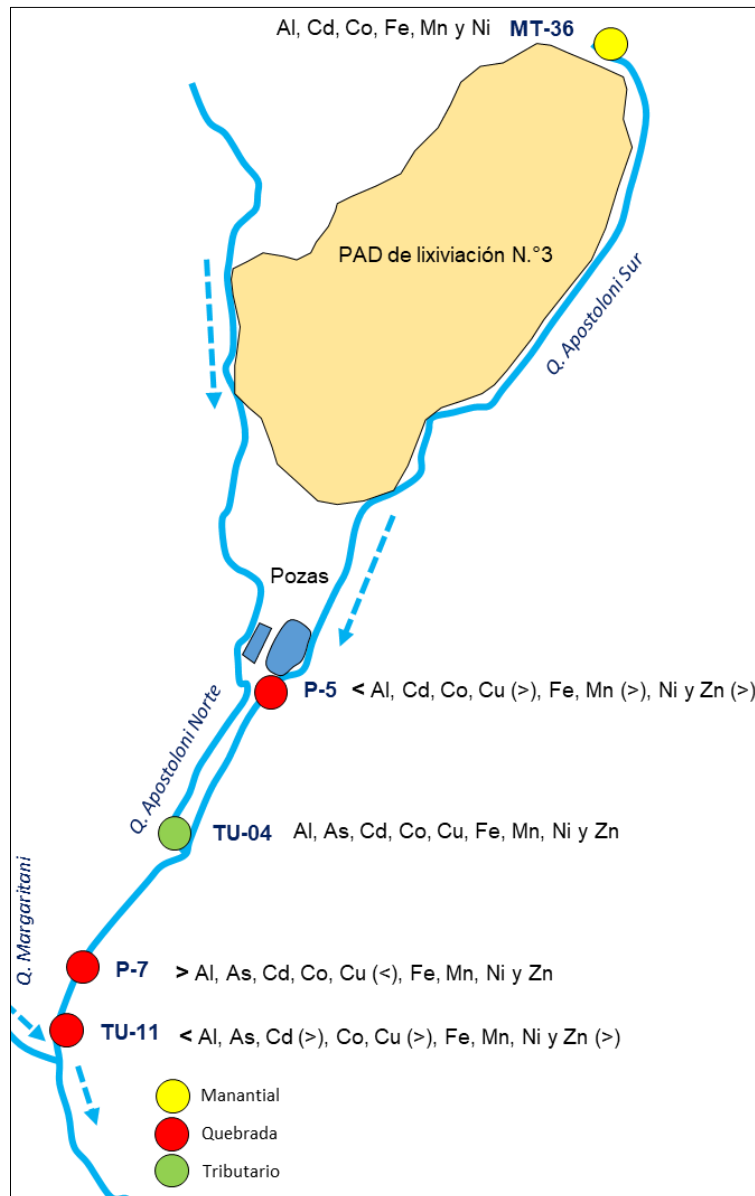 Al, Cd, Co, Fe, Mn y Ni MT-36
PAD de lixiviación N.°3
Q. Apostoloni Sur
Pozas
P-5 < Al, Cd, Co, Cu (>), Fe, Mn (>), Ni y Zn (>)
Q. Apostoloni Norte
TU-04 Al, As, Cd, Co, Cu, Fe, Mn, Ni y Zn
Q. Margaritani
P-7 > Al, As, Cd, Co, Cu (<), Fe, Mn, Ni y Zn
TU-11 < Al, As, Cd (>), Co, Cu (>), Fe, Mn, Ni y Zn (>)
Manantial
Quebrada
Tributario